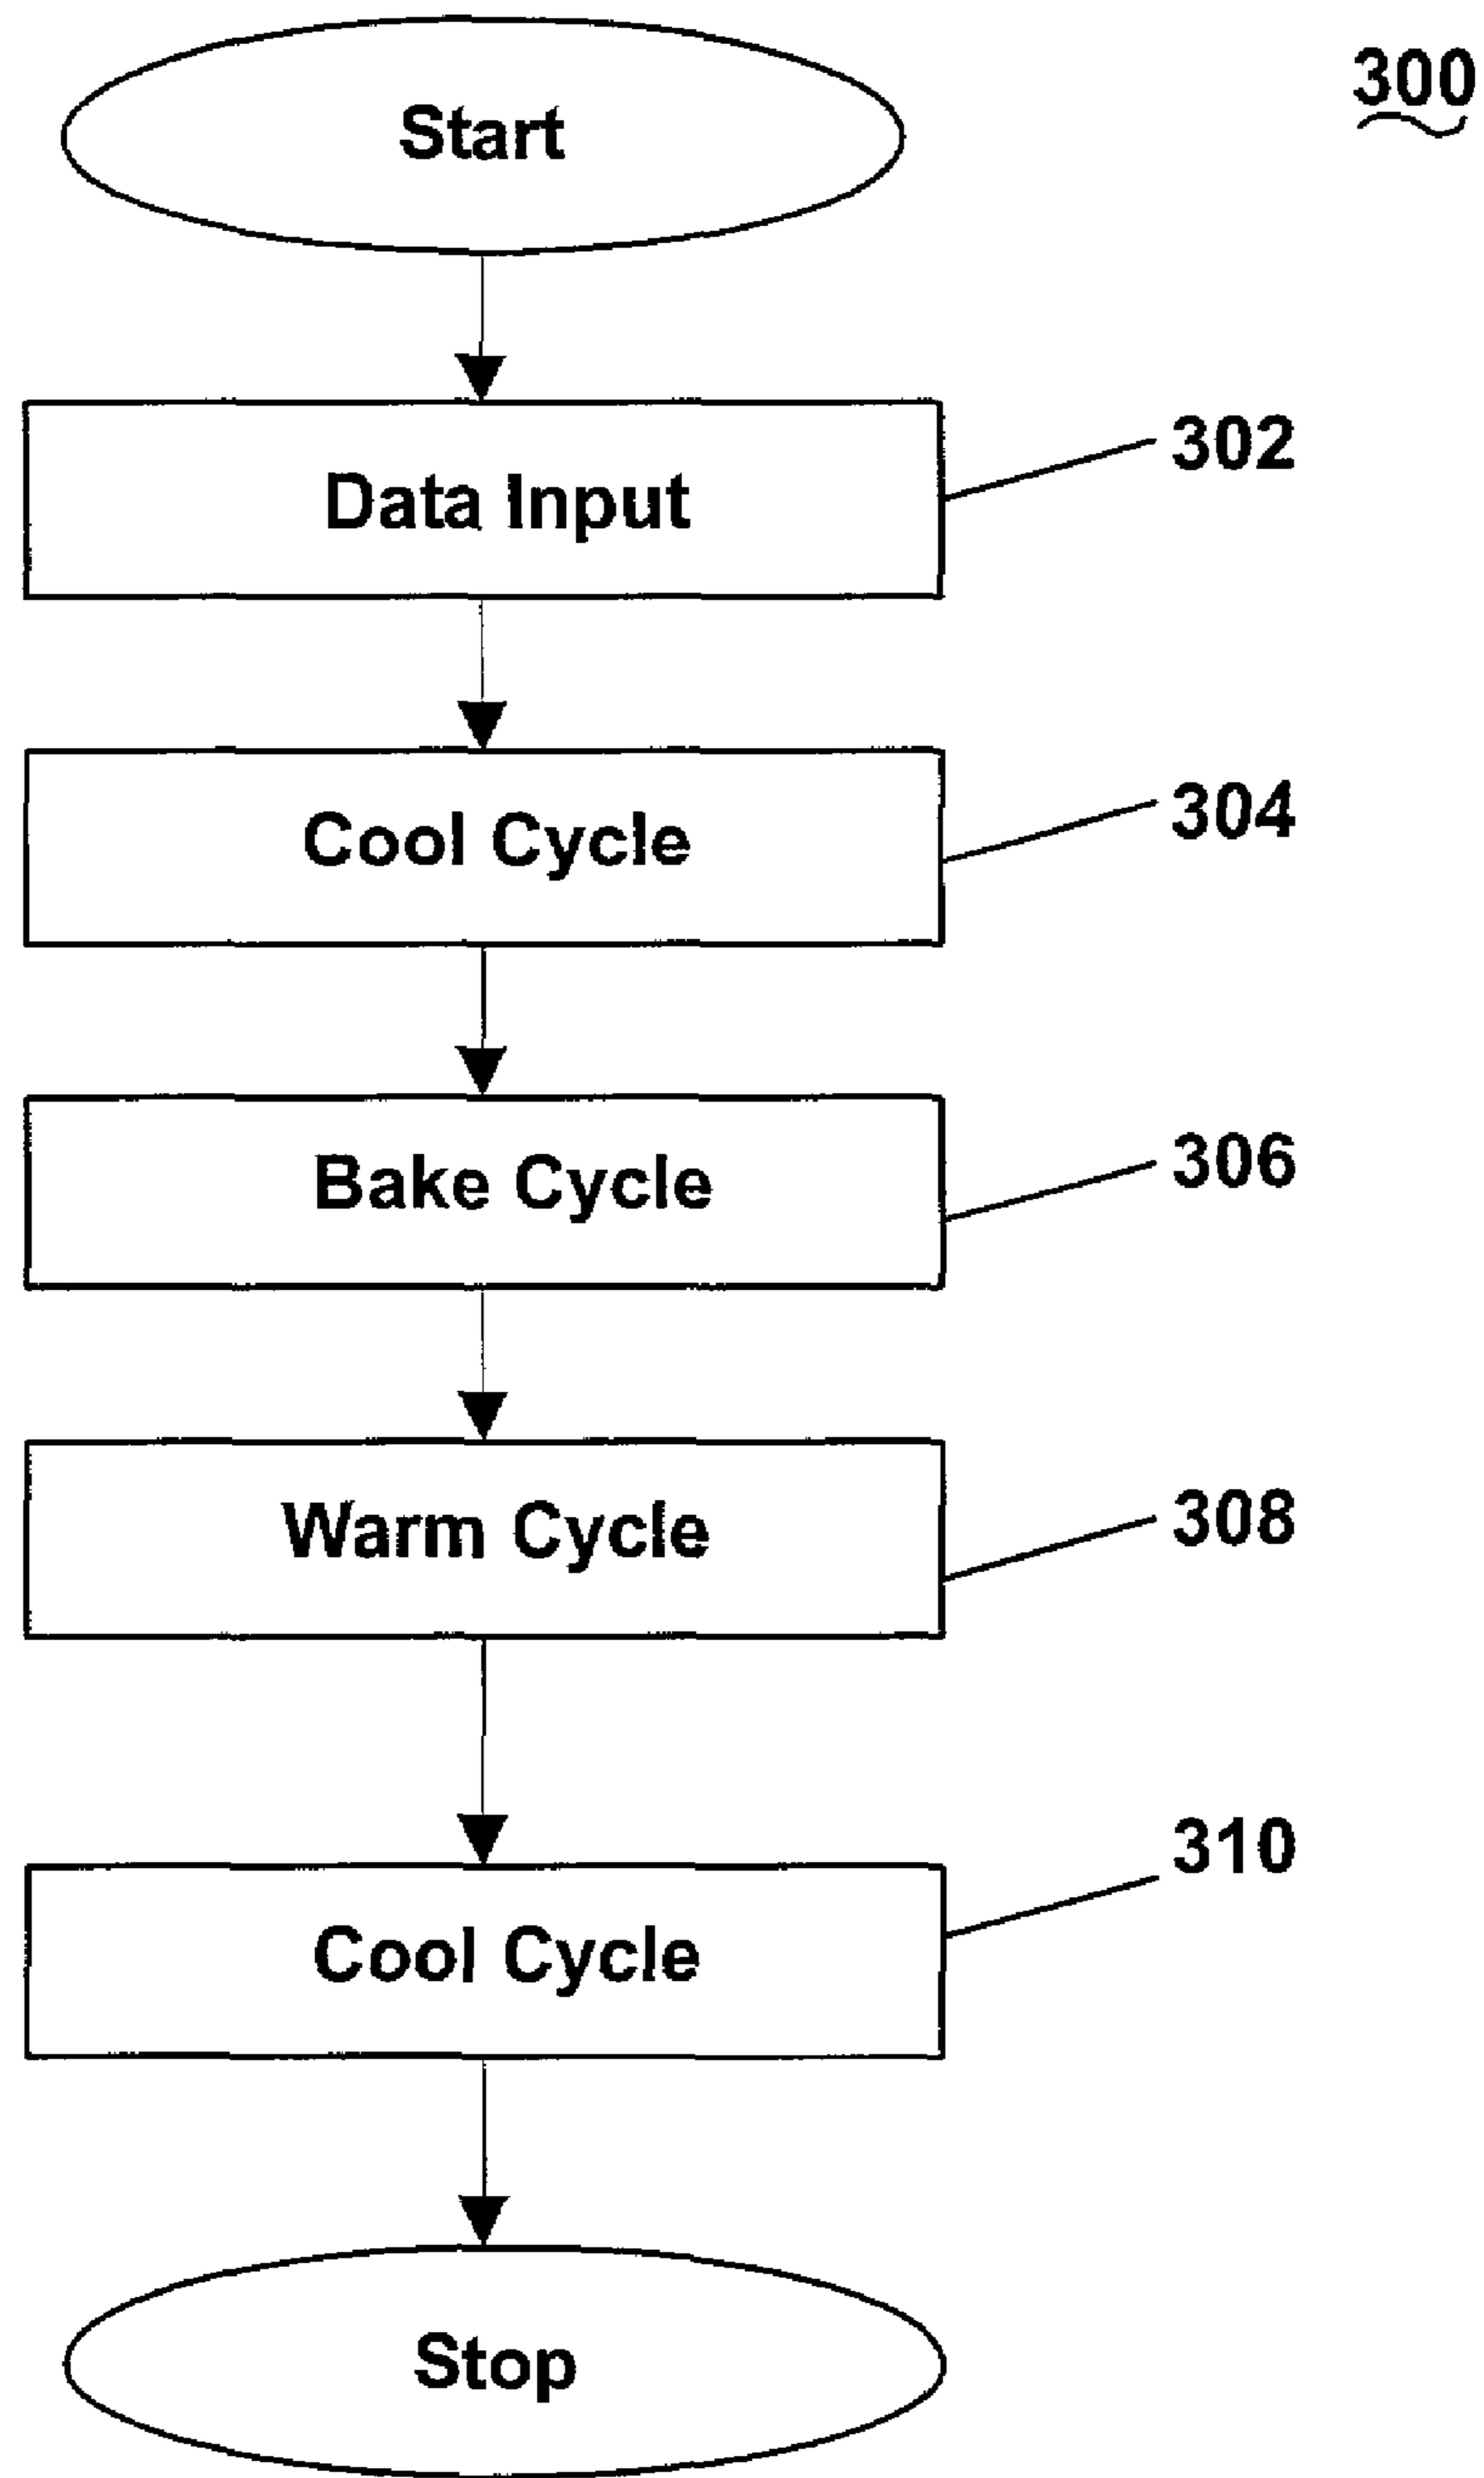 Start
300
Data Input
302
Cool Cycle
304
Bake Cycle
306
Warm Cycle
308
Cool Cycle
310
Stop